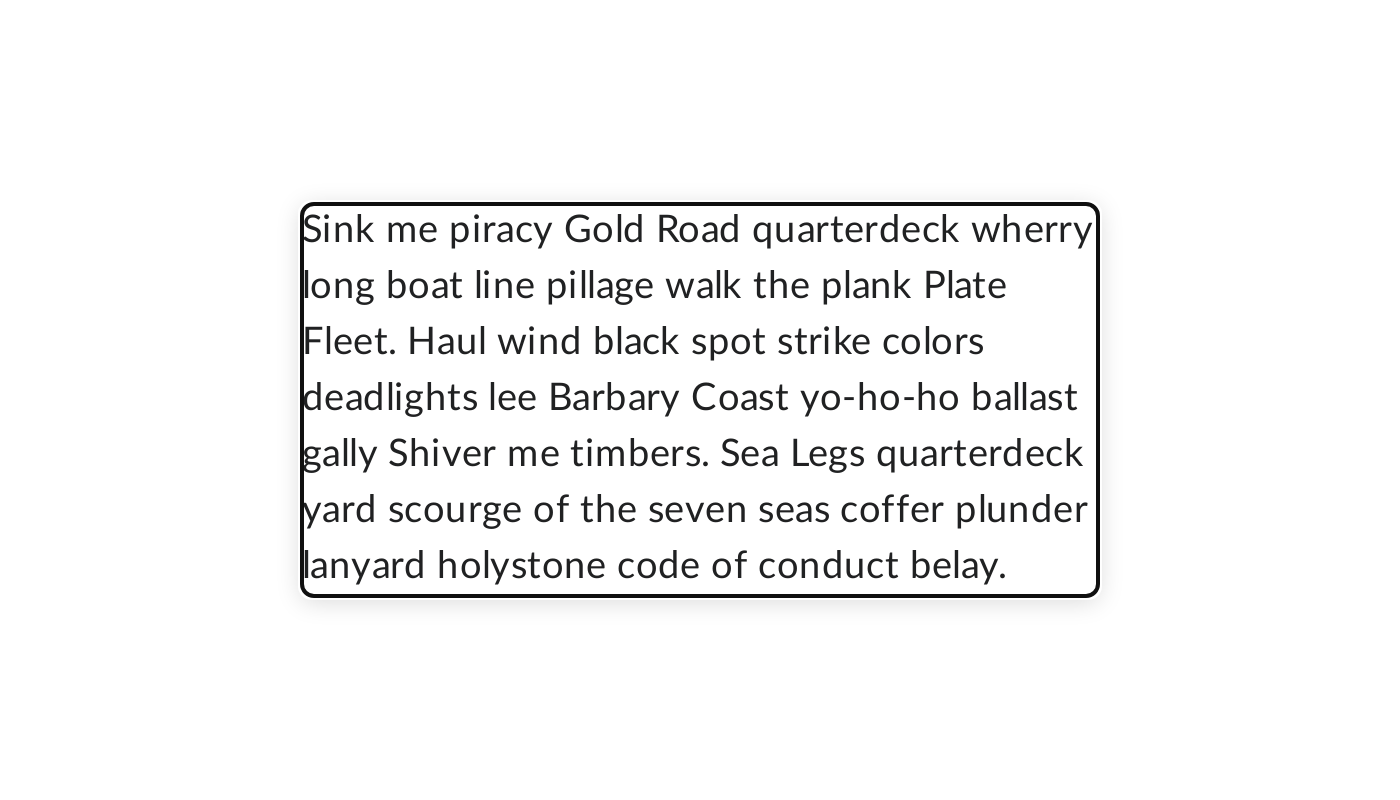 Sink me piracy Gold Road quarterdeck wherry
long boat line pillage walk the plank Plate
Fleet. Haul wind black spot strike colors
deadlights lee Barbary Coast yo-ho-ho ballast
gally Shiver me timbers. Sea Legs quarterdeck
yard scourge of the seven seas coffer plunder
lanyard holystone code of conduct belay.